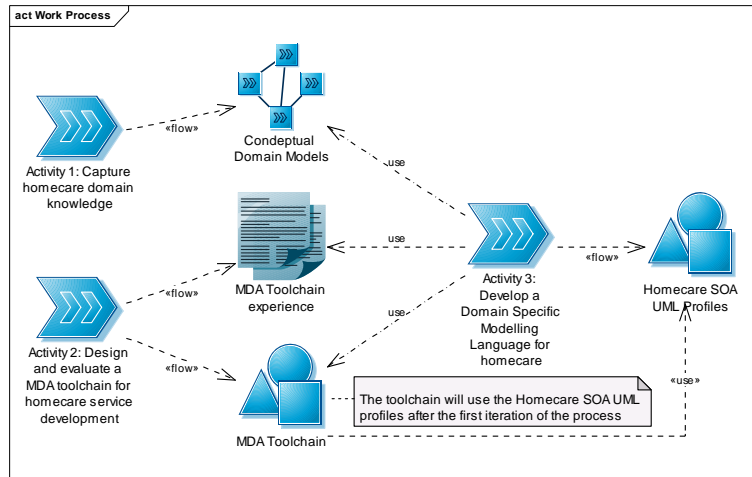 act Work Process
Condeptual
Domain Models
«flow»
Activity 1: Capture
homecare domain
knowledge
use
MDA Toolchain
experience
use
«flow»
Activity 3:
Develop a
Domain Specific
Modelling
Language for
homecare
«flow»
Homecare SOA
UML Profiles
Activity 2: Design
and evaluate a
MDA toolchain for
homecare service
development
«flow»
use
MDA Toolchain
The toolchain will use the Homecare SOA UML
profiles after the first iteration of the process
«use»